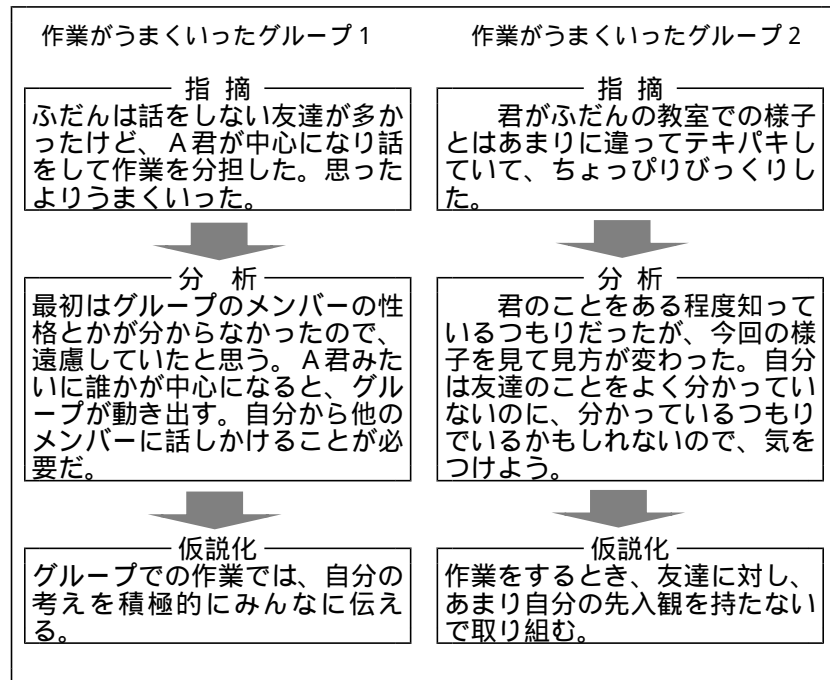 作業がうまくいったグループ1
指 摘
ふだんは話をしない友達が多か
ったけど、A君が中心になり話
をして作業を分担した。思った
よりうまくいった。
分 析
最初はグループのメンバーの性
格とかが分からなかったので、
遠慮していたと思う。A君みた
いに誰かが中心になると、グル
ープが動き出す。自分から他の
メンバーに話しかけることが必
要だ。
仮説化
グループでの作業では、自分の
考えを積極的にみんなに伝え
る。
作業がうまくいったグループ2
指 摘
君がふだんの教室での様子
とはあまりに違ってテキパキし
ていて、ちょっぴりびっくりし
た。
分 析
君のことをある程度知って
いるつもりだったが、今回の様
子を見て見方が変わった。自分
は友達のことをよく分かってい
ないのに、分かっているつもり
でいるかもしれないので、気を
つけよう。
仮説化
作業をするとき、友達に対し、
あまり自分の先入観を持たない
で取り組む。